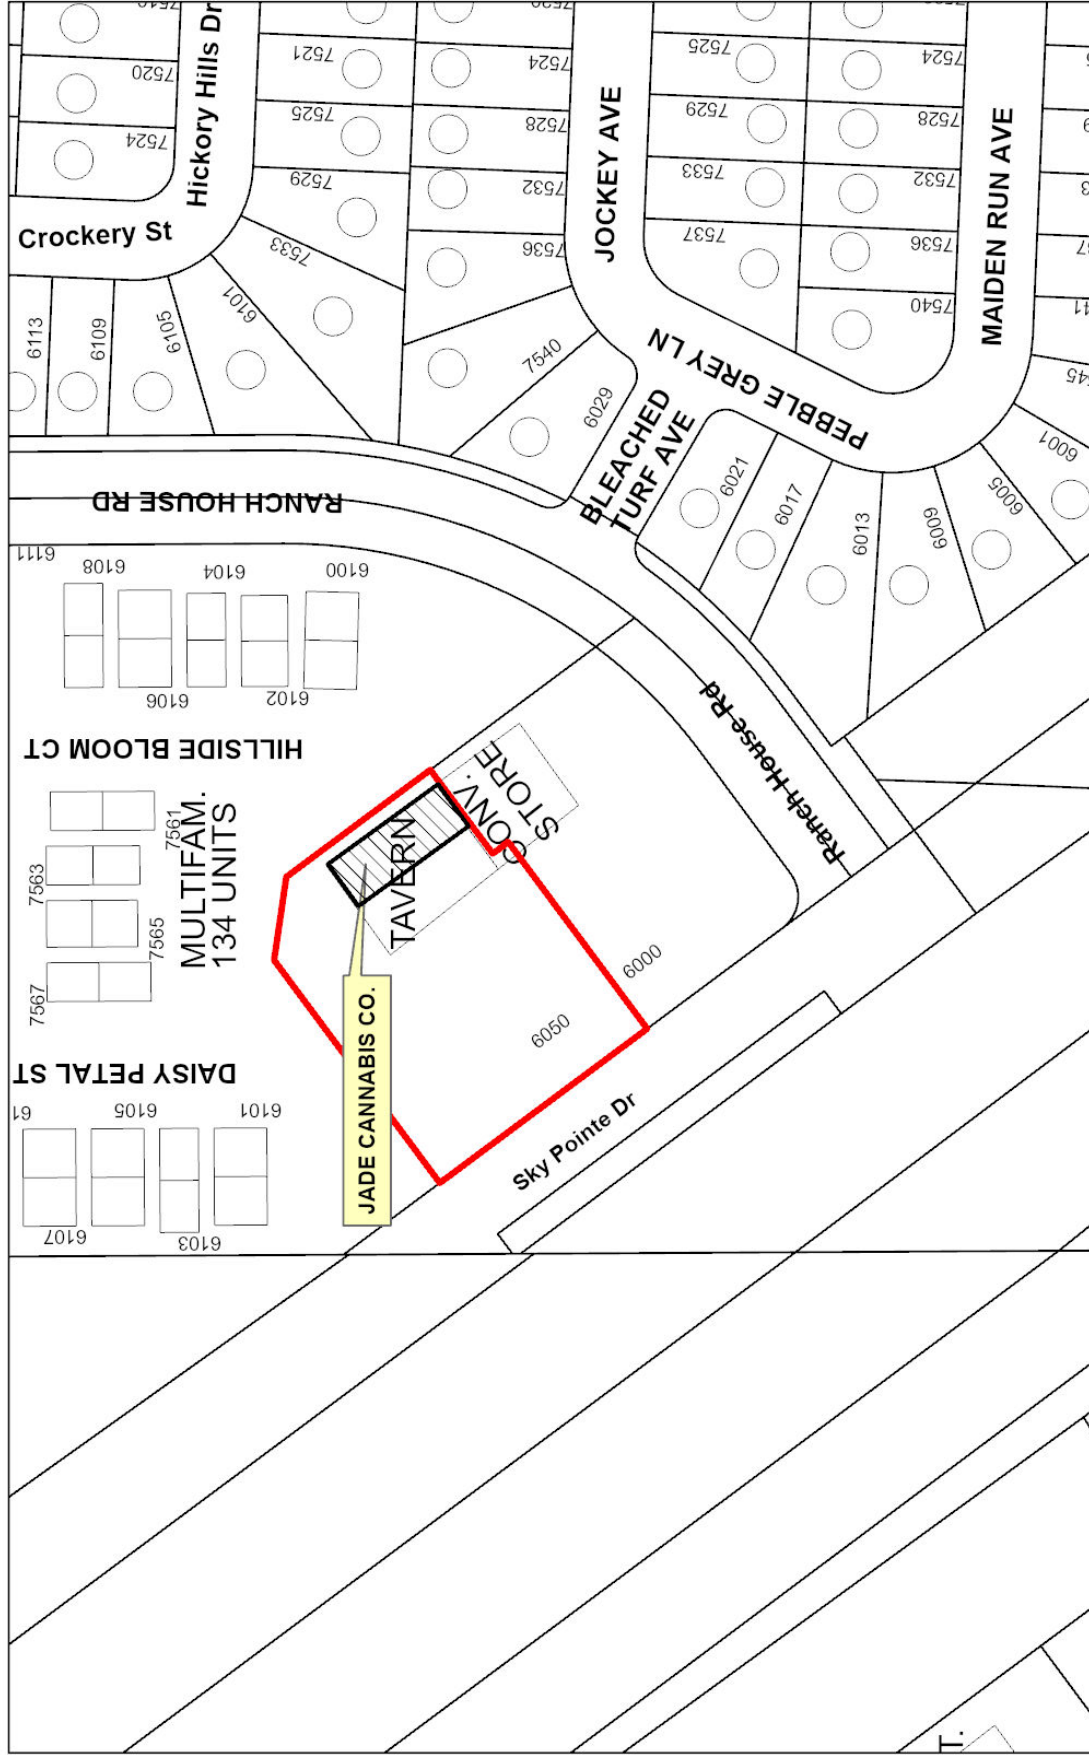 7520
7524
Hickory Hills Dr
Crockery St
7521
7525
7529
7533
7524
7528
7532
7536
JOCKEY AVE
7525
7529
7533
7537
7524
7528
7532
7536
7540
MAIDEN RUN AVE
6113
6109
6105
6101
7540
6029
PEBBLE GREY LN
BLEACHED
TURF AVE
6021
6017
6013
6009
6005
6001
RANCH HOUSE RD
6111
6108
6104
6100
6106
6102
HILLSIDE BLOOM CT
Ranch House Rd
7561
7563
7565
7567
MULTIFAM.
134 UNITS
TAVERN
CONV.
STORE
JADE CANNABIS CO.
6000
6050
DAISY PETAL ST
6105
6101
6107
6103
Sky Pointe Dr
T.